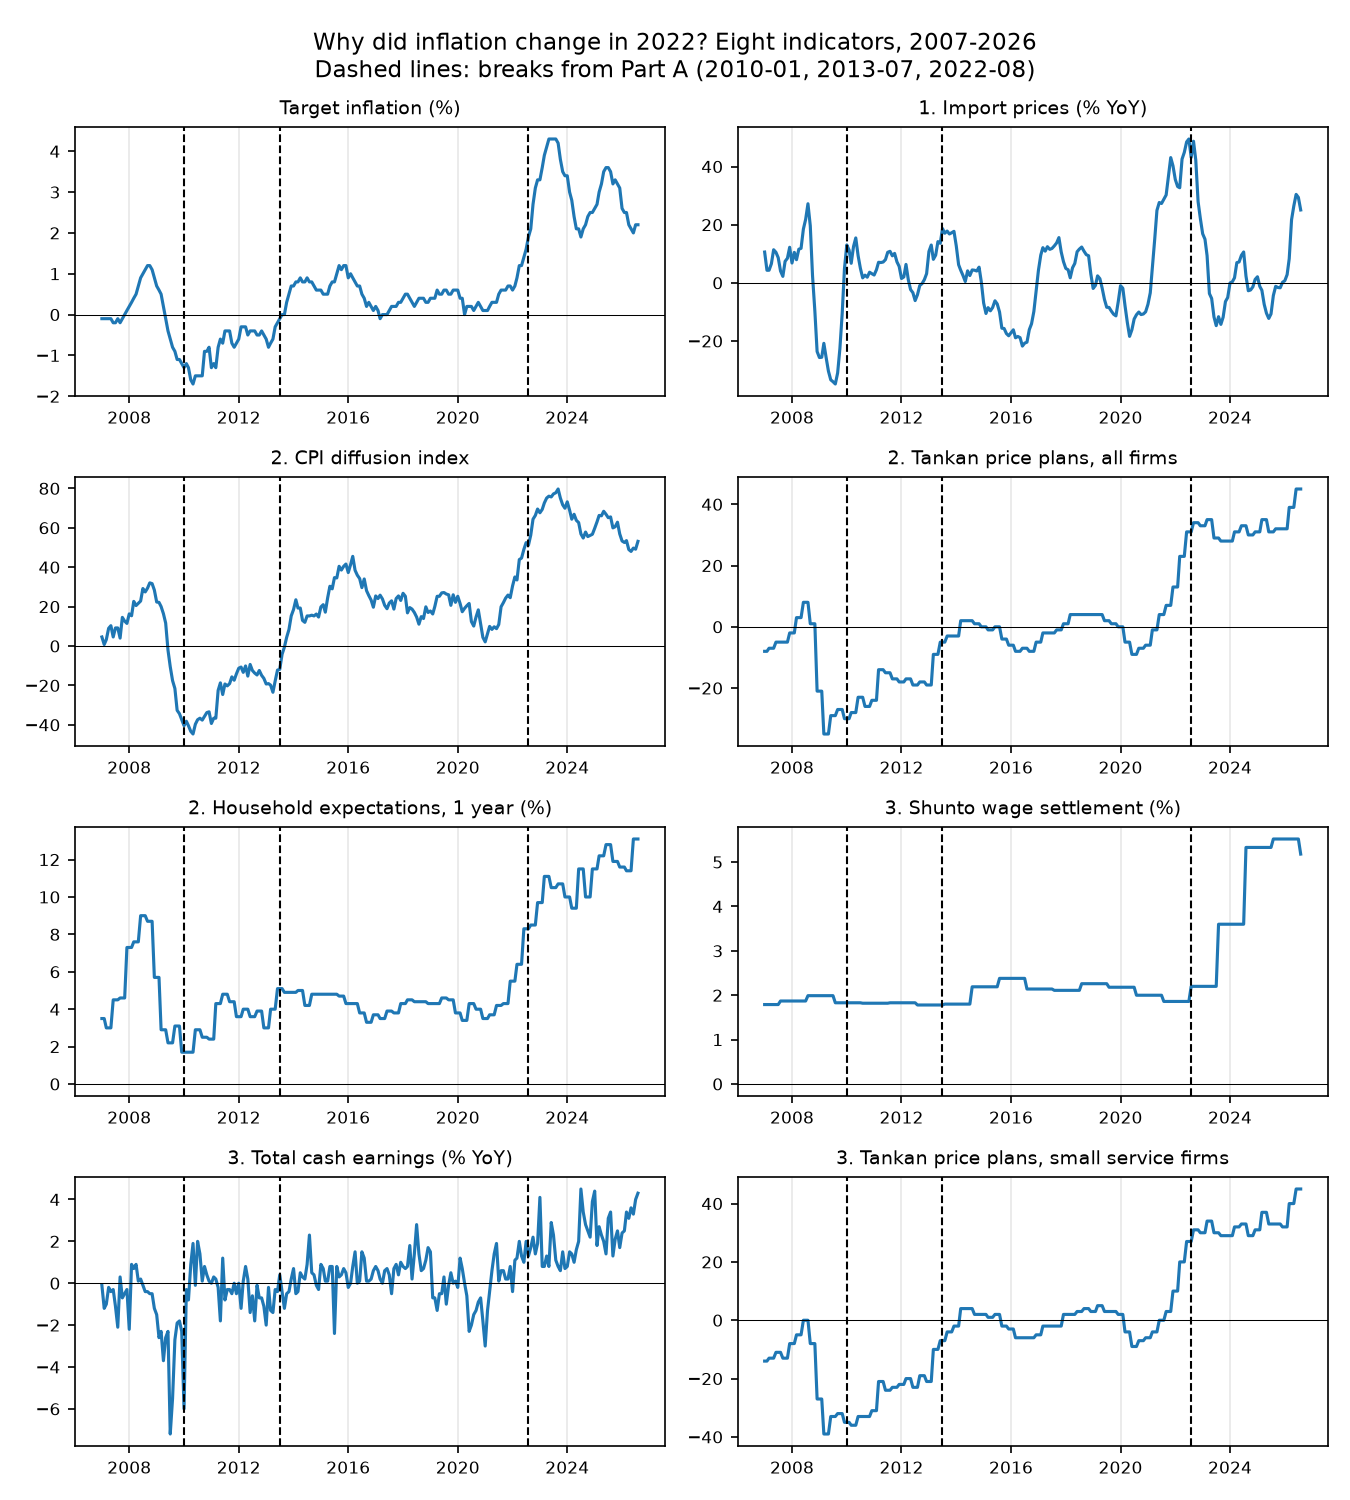 Why did inflation change in 2022? Eight indicators, 2007-2026
Dashed lines: breaks from Part A (2010-01, 2013-07, 2022-08)
Target inflation (%)
4
3
2
1
0
−1
−2
2008 2012 2016 2020 2024
1. Import prices (% YoY)
40
20
0
−20
2008 2012 2016 2020 2024
2. CPI diffusion index
80
60
40
20
0
−20
−40
2008 2012 2016 2020 2024
2. Tankan price plans, all firms
40
20
0
−20
2008 2012 2016 2020 2024
2. Household expectations, 1 year (%)
12
10
8
6
4
2
0
2008 2012 2016 2020 2024
3. Shunto wage settlement (%)
5
4
3
2
1
0
2008 2012 2016 2020 2024
3. Total cash earnings (% YoY)
4
2
0
−2
−4
−6
2008 2012 2016 2020 2024
3. Tankan price plans, small service firms
40
20
0
−20
−40
2008 2012 2016 2020 2024